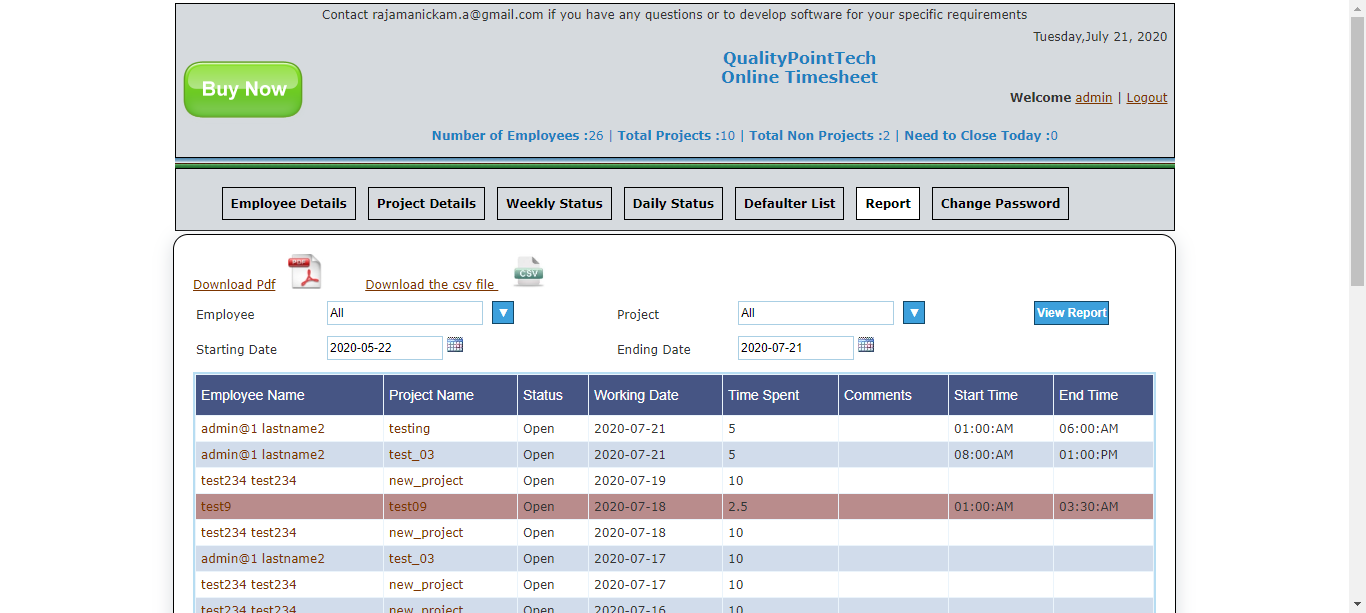 Contact rajamanickam.a@gmail.com if you have any questions or to develop software for your specific requirements
Tuesday,July 21, 2020
QualityPointTech
Online Timesheet
Buy Now
Welcome admin | Logout
Number of Employees :26 | Total Projects :10 | Total Non Projects :2 | Need to Close Today :0
Employee Details Project Details Weekly Status Daily Status Defaulter List Report Change Password
Download Pdf PDF Download the csv file CSV
Employee All Project All View Report
Starting Date 2020-05-22 Ending Date 2020-07-21
Employee Name Project Name Status Working Date Time Spent Comments Start Time End Time
admin@1 lastname2 testing Open 2020-07-21 5 01:00:AM 06:00:AM
admin@1 lastname2 test_03 Open 2020-07-21 5 08:00:AM 01:00:PM
test234 test234 new_project Open 2020-07-19 10
test9 test09 Open 2020-07-18 2.5 01:00:AM 03:30:AM
test234 test234 new_project Open 2020-07-18 10
admin@1 lastname2 test_03 Open 2020-07-17 10
test234 test234 new_project Open 2020-07-17 10
test234 test234 new_project Open 2020-07-16 10